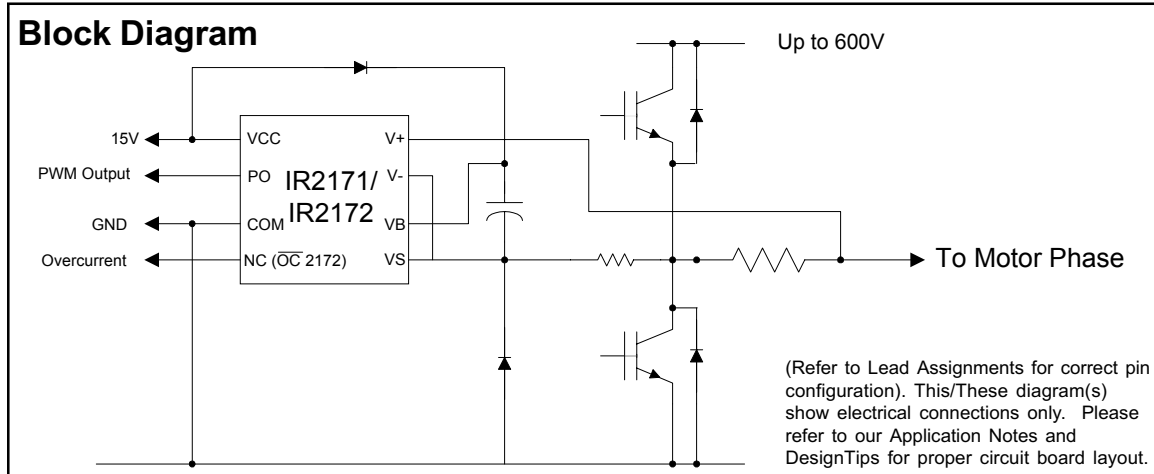 Block Diagram
Up to 600V
15V
VCC
V+
PWM Output
PO
IR2171/
IR2172
V-
GND
COM
VB
Overcurrent
NC (O̅C̅ 2172)
VS
To Motor Phase
(Refer to Lead Assignments for correct pin
configuration). This/These diagram(s)
show electrical connections only. Please
refer to our Application Notes and
DesignTips for proper circuit board layout.